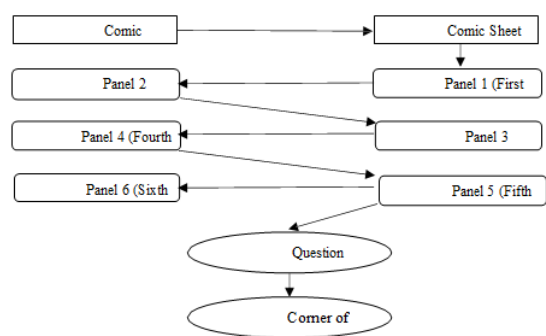 Comic
Comic Sheet
Panel 2
Panel 1 (First
Panel 4 (Fourth
Panel 3
Panel 6 (Sixth
Panel 5 (Fifth
Question
Corner of